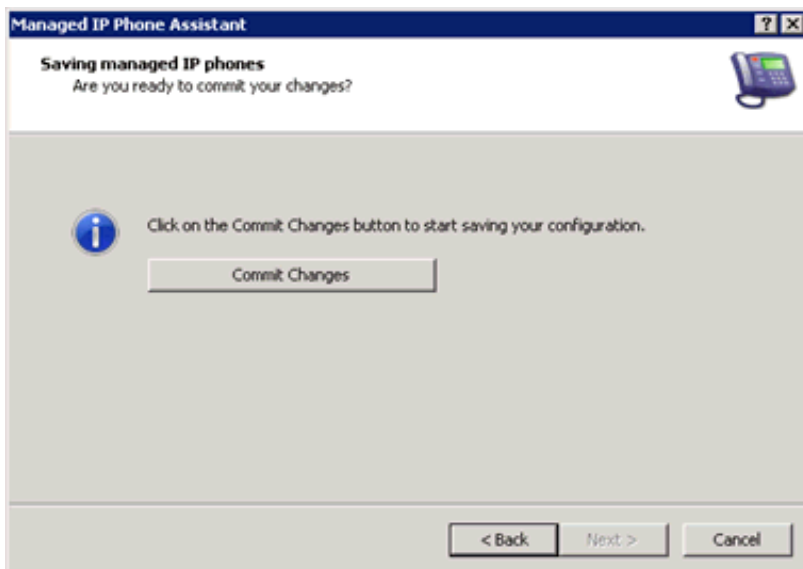 Managed IP Phone Assistant
Saving managed IP phones
Are you ready to commit your changes?
Click on the Commit Changes button to start saving your configuration.
Commit Changes
< Back
Next >
Cancel